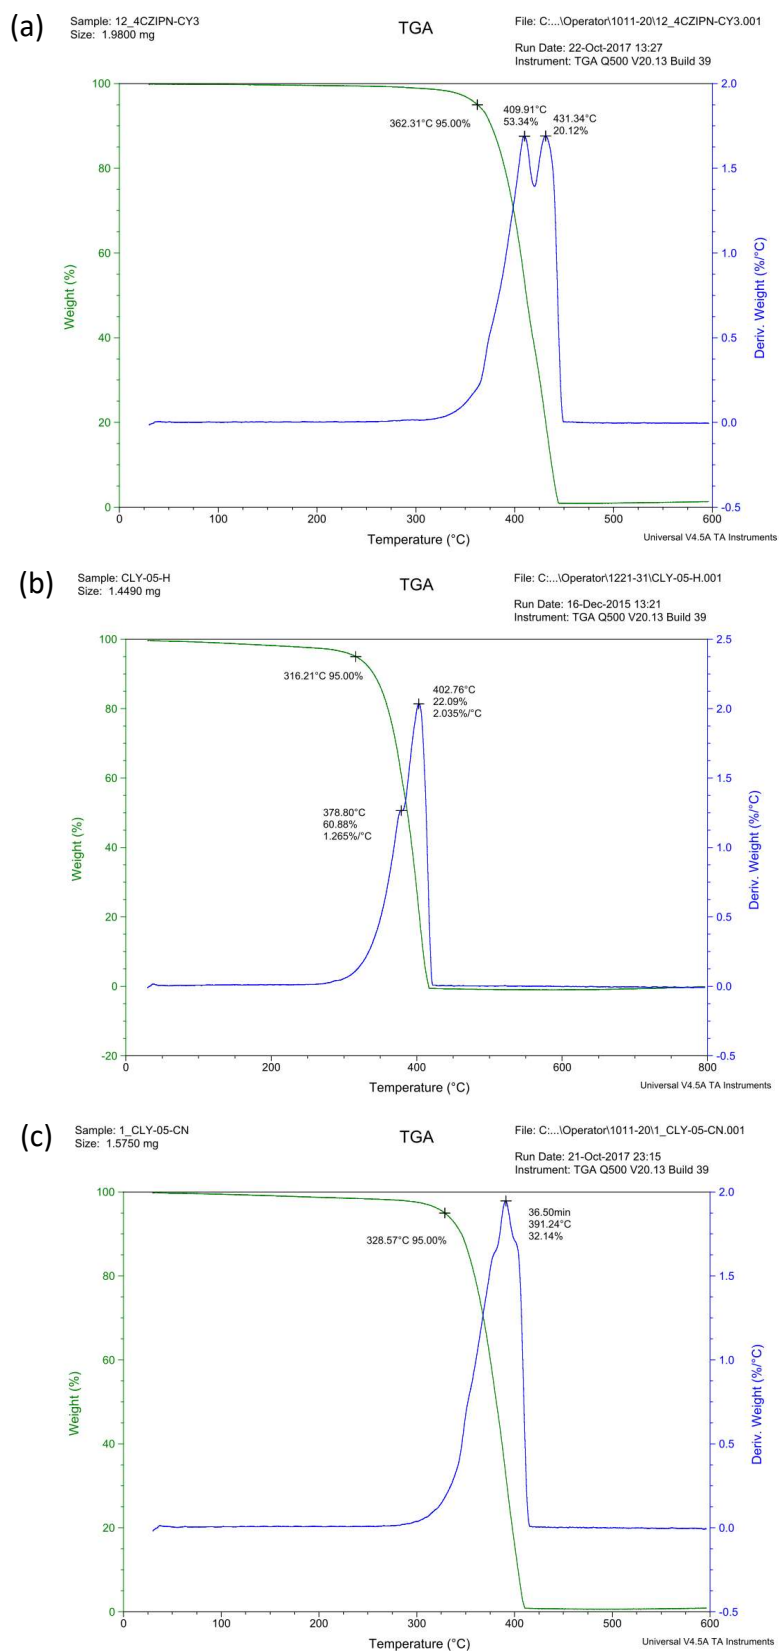 (a)
Sample: 12_4CZIPN-CY3
Size: 1.9800 mg
TGA
File: C:...\Operator\1011-20\12_4CZIPN-CY3.001
Run Date: 22-Oct-2017 13:27
Instrument: TGA Q500 V20.13 Build 39
100
80
60
40
20
0
Weight (%)
362.31°C 95.00%
409.91°C
53.34%
431.34°C
20.12%
2.0
1.5
1.0
0.5
0.0
-0.5
Deriv. Weight (%/°C)
0
100
200
300
400
500
600
Temperature (°C)
Universal V4.5A TA Instruments
(b)
Sample: CLY-05-H
Size: 1.4490 mg
TGA
File: C:...\Operator\1221-31\CLY-05-H.001
Run Date: 16-Dec-2015 13:21
Instrument: TGA Q500 V20.13 Build 39
100
80
60
40
20
0
-20
Weight (%)
316.21°C 95.00%
402.76°C
22.09%
2.035%/°C
378.80°C
60.88%
1.265%/°C
2.5
2.0
1.5
1.0
0.5
0.0
-0.5
Deriv. Weight (%/°C)
0
200
400
600
800
Temperature (°C)
Universal V4.5A TA Instruments
(c)
Sample: 1_CLY-05-CN
Size: 1.5750 mg
TGA
File: C:...\Operator\1011-20\1_CLY-05-CN.001
Run Date: 21-Oct-2017 23:15
Instrument: TGA Q500 V20.13 Build 39
100
80
60
40
20
0
Weight (%)
328.57°C 95.00%
36.50min
391.24°C
32.14%
2.0
1.5
1.0
0.5
0.0
-0.5
Deriv. Weight (%/°C)
0
100
200
300
400
500
600
Temperature (°C)
Universal V4.5A TA Instruments